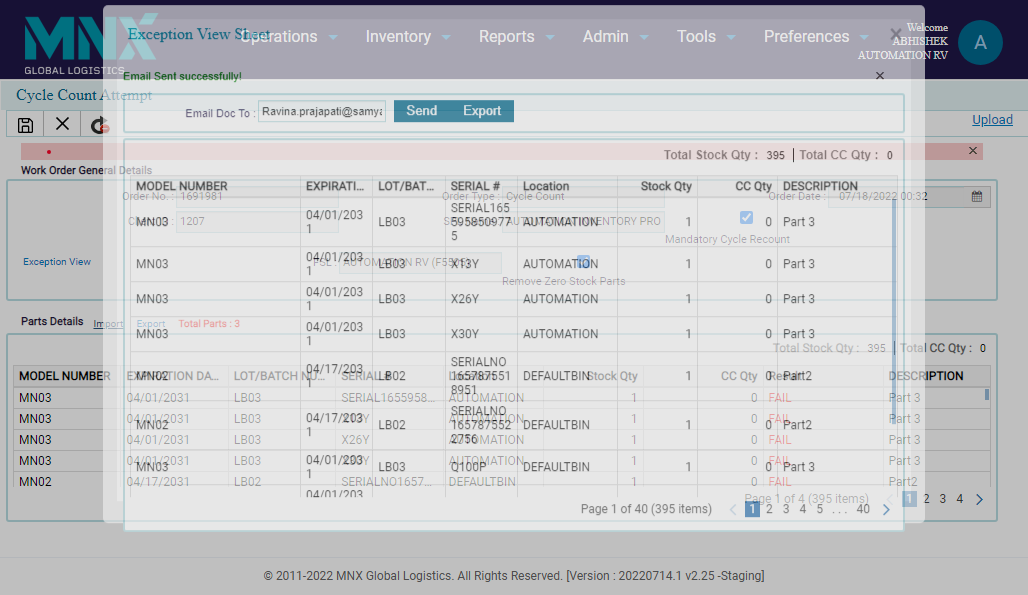 MNX
GLOBAL LOGISTICS
Operations Inventory Reports Admin Tools Preferences
Welcome
ABHISHEK
AUTOMATION RV
A
Exception View Sheet
Email Sent successfully!
Cycle Count Attempt
Email Doc To : Ravina.prajapati@samya
Send Export
Upload
Total Stock Qty : 395 | Total CC Qty : 0
Work Order General Details
Order No. : 1691981
Order Type : Cycle Count
Order Date : 07/18/2022 00:32
1207
AUTOMATION INVENTORY PRO
Mandatory Cycle Recount
Exception View
AUTOMATION RV
Remove Zero Stock Parts
MODEL NUMBER EXPIRATI... LOT/BAT... SERIAL # Location Stock Qty CC Qty DESCRIPTION
MN03 04/01/2031 LB03 SERIAL1655958509775 AUTOMATION 1 0 Part 3
MN03 04/01/2031 LB03 X13Y AUTOMATION 1 0 Part 3
MN03 04/01/2031 LB03 X26Y AUTOMATION 1 0 Part 3
MN03 04/01/2031 LB03 X30Y AUTOMATION 1 0 Part 3
MN02 04/17/2031 LB02 SERIALNO1657875518951 DEFAULTBIN 1 0 Part2
MN02 04/17/2031 LB02 SERIALNO1657875522756 DEFAULTBIN 1 0 Part2
MN03 04/01/2031 LB03 Q100P DEFAULTBIN 1 0 Part 3
04/01/203
Page 1 of 40 (395 items) 1 2 3 4 5 ... 40
Parts Details Import Export Total Parts : 3
Total Stock Qty : 395 | Total CC Qty : 0
MODEL NUMBER EXPIRATION DA... LOT/BATCH NU... SERIAL # Location Stock Qty CC Qty Result DESCRIPTION
MN03 04/01/2031 LB03 SERIAL1655958... AUTOMATION 1 0 FAIL Part 3
MN03 04/01/2031 LB03 X13Y AUTOMATION 1 0 FAIL Part 3
MN03 04/01/2031 LB03 X26Y AUTOMATION 1 0 FAIL Part 3
MN03 04/01/2031 LB03 AUTOMATION 1 0 FAIL Part 3
MN02 04/17/2031 LB02 SERIALNO1657... DEFAULTBIN 1 0 FAIL Part2
Page 1 of 4 (395 items) 1 2 3 4
© 2011-2022 MNX Global Logistics. All Rights Reserved. [Version : 20220714.1 v2.25 -Staging]